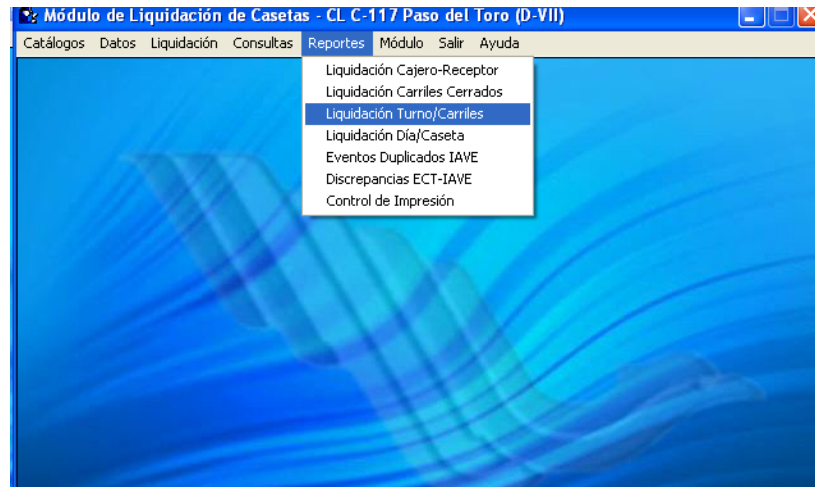 Módulo de Liquidación de Casetas - CL C-117 Paso del Toro (D-VII)
Catálogos Datos Liquidación Consultas Reportes Módulo Salir Ayuda
Liquidación Cajero-Receptor
Liquidación Carriles Cerrados
Liquidación Turno/Carriles
Liquidación Día/Caseta
Eventos Duplicados IAVE
Discrepancias ECT-IAVE
Control de Impresión